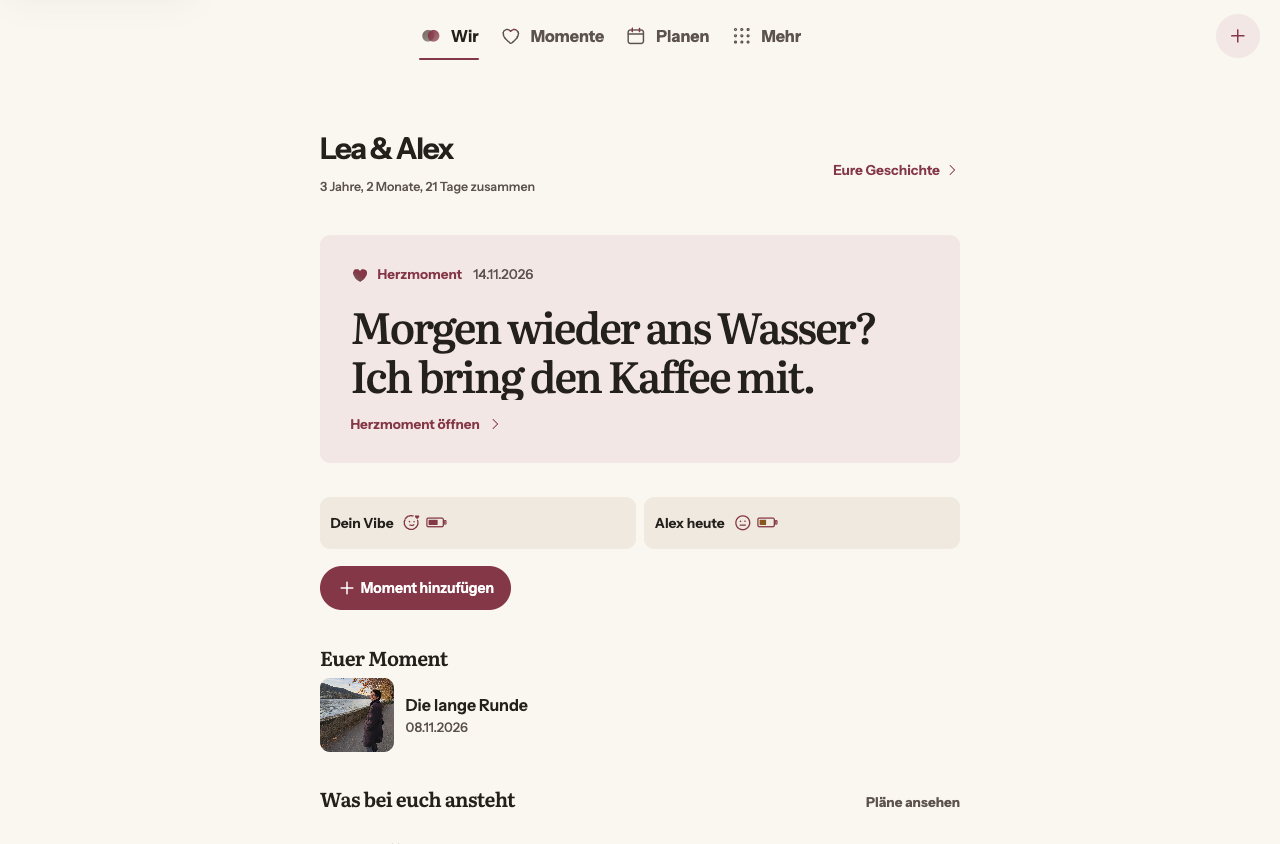 Wir
Momente
Planen
Mehr
Lea & Alex
3 Jahre, 2 Monate, 21 Tage zusammen
Eure Geschichte
Herzmoment 14.11.2026
Morgen wieder ans Wasser?
Ich bring den Kaffee mit.
Herzmoment öffnen
Dein Vibe
Alex heute
Moment hinzufügen
Euer Moment
Die lange Runde
08.11.2026
Was bei euch ansteht
Pläne ansehen